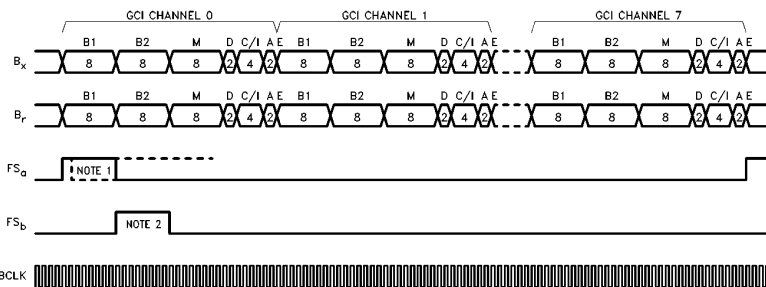 GCI CHANNEL 0 GCI CHANNEL 1 GCI CHANNEL 7
B1 B2 M D C/I A E B1 B2 M D C/I A E B1 B2 M D C/I A E
Bx 8 8 8 2 4 2 8 8 8 2 4 2 8 8 8 2 4 2
B1 B2 M D C/I A E B1 B2 M D C/I A E B1 B2 M D C/I A E
Br 8 8 8 2 4 2 8 8 8 2 4 2 8 8 8 2 4 2
FSa NOTE 1
FSb NOTE 2
BCLK